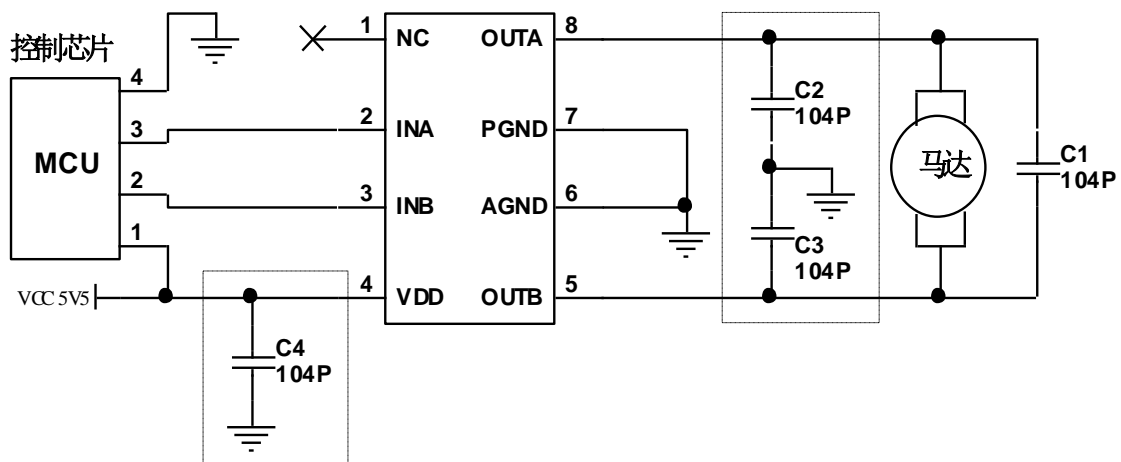 控制芯片
MCU
4
3
2
1
VCC 5V5
1
NC
2
INA
3
INB
4
VDD
OUTA
8
PGND
7
AGND
6
OUTB
5
C4
104P
C2
104P
C3
104P
马达
C1
104P